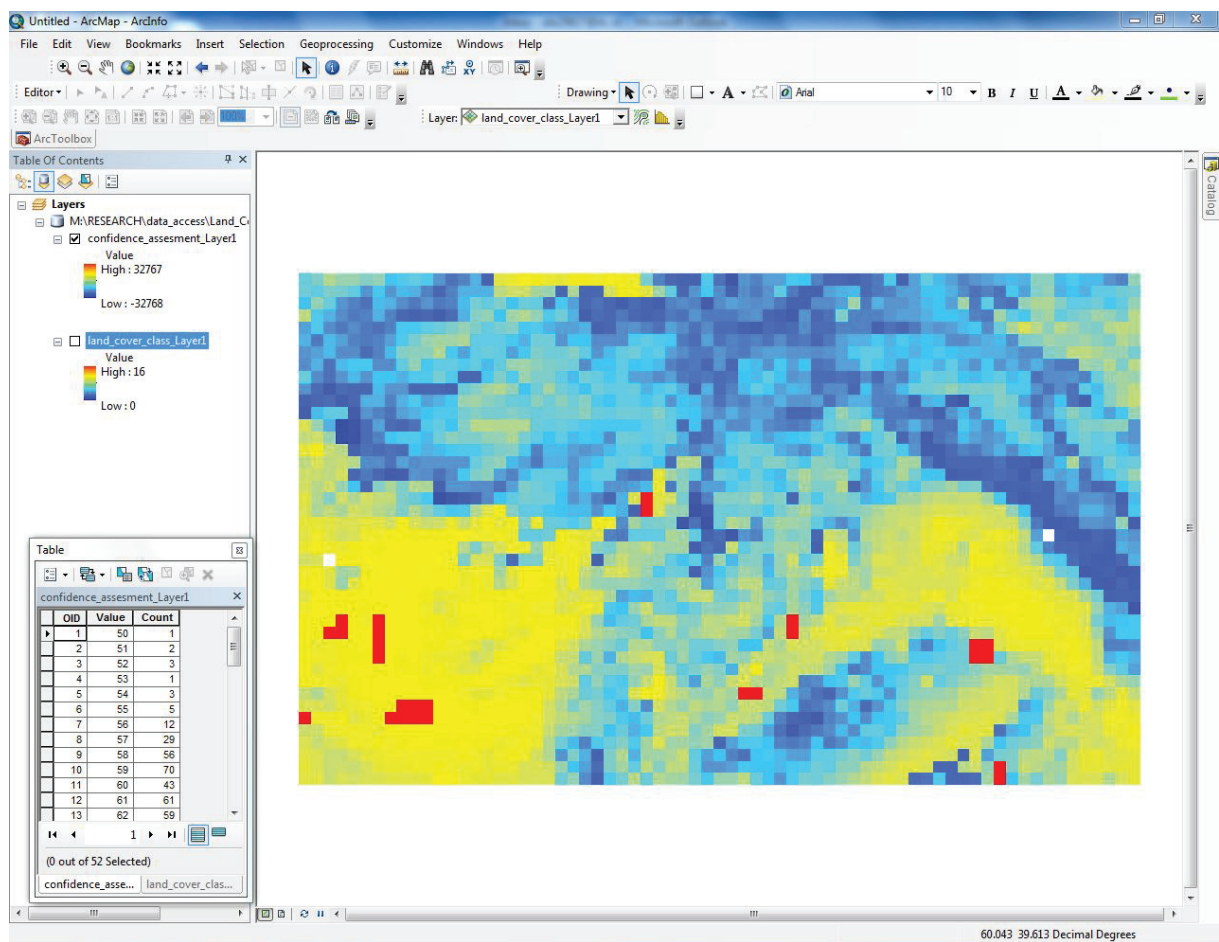 Untitled - ArcMap - ArcInfo
File Edit View Bookmarks Insert Selection Geoprocessing Customize Windows Help
Editor Drawing A Arial 10 B I U A
100% Layer: land_cover_class_Layer1
ArcToolbox
Table Of Contents
Catalog
Layers
M:\RESEARCH\data_access\Land_C
confidence_assesment_Layer1
Value
High : 32767
Low : -32768
land_cover_class_Layer1
Value
High : 16
Low : 0
Table
confidence_assesment_Layer1
OID Value Count
1 50 1
2 51 2
3 52 3
4 53 1
5 54 3
6 55 5
7 56 12
8 57 29
9 58 56
10 59 70
11 60 43
12 61 61
13 62 59
1
(0 out of 52 Selected)
confidence_asse... land_cover_clas...
60.043 39.613 Decimal Degrees